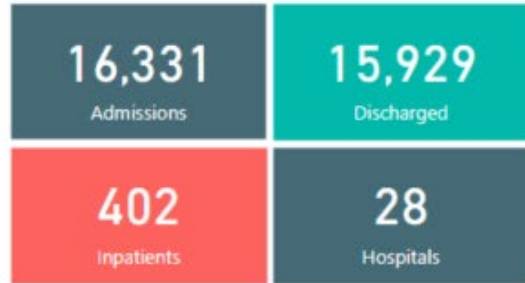 16,331
Admissions
15,929
Discharged
402
Inpatients
28
Hospitals